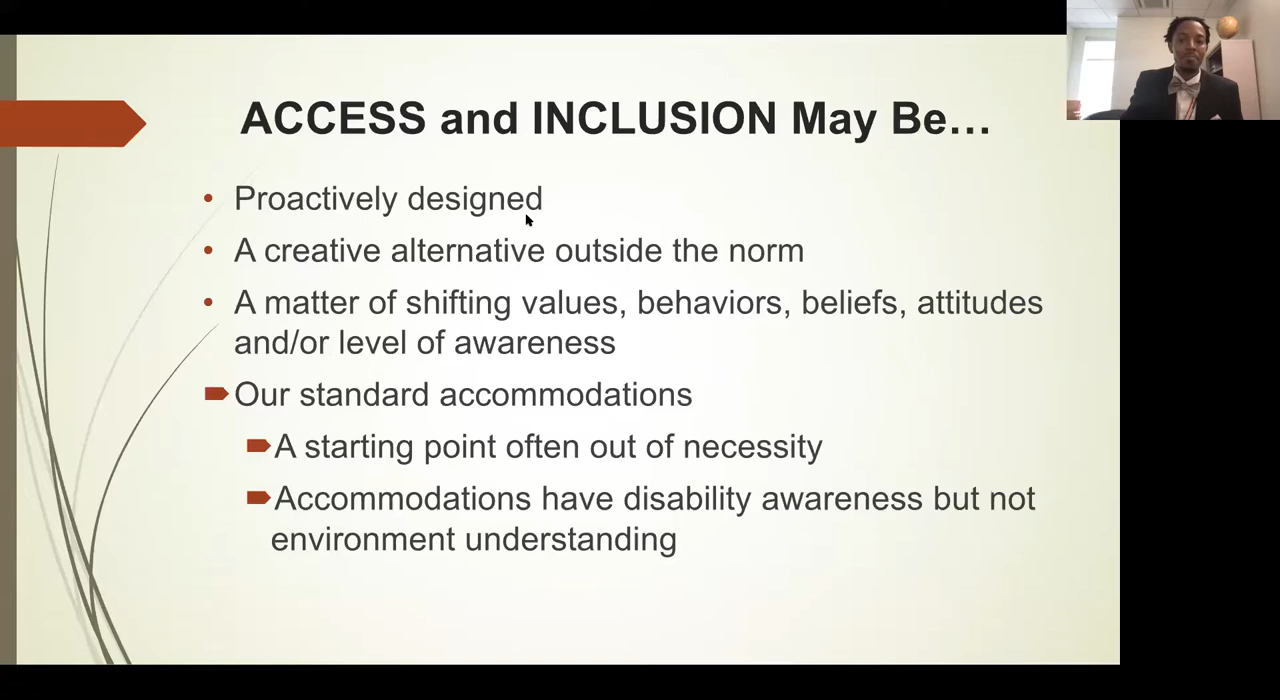 ACCESS and INCLUSION May Be…
• Proactively designed
• A creative alternative outside the norm
• A matter of shifting values, behaviors, beliefs, attitudes
and/or level of awareness
Our standard accommodations
A starting point often out of necessity
Accommodations have disability awareness but not
environment understanding